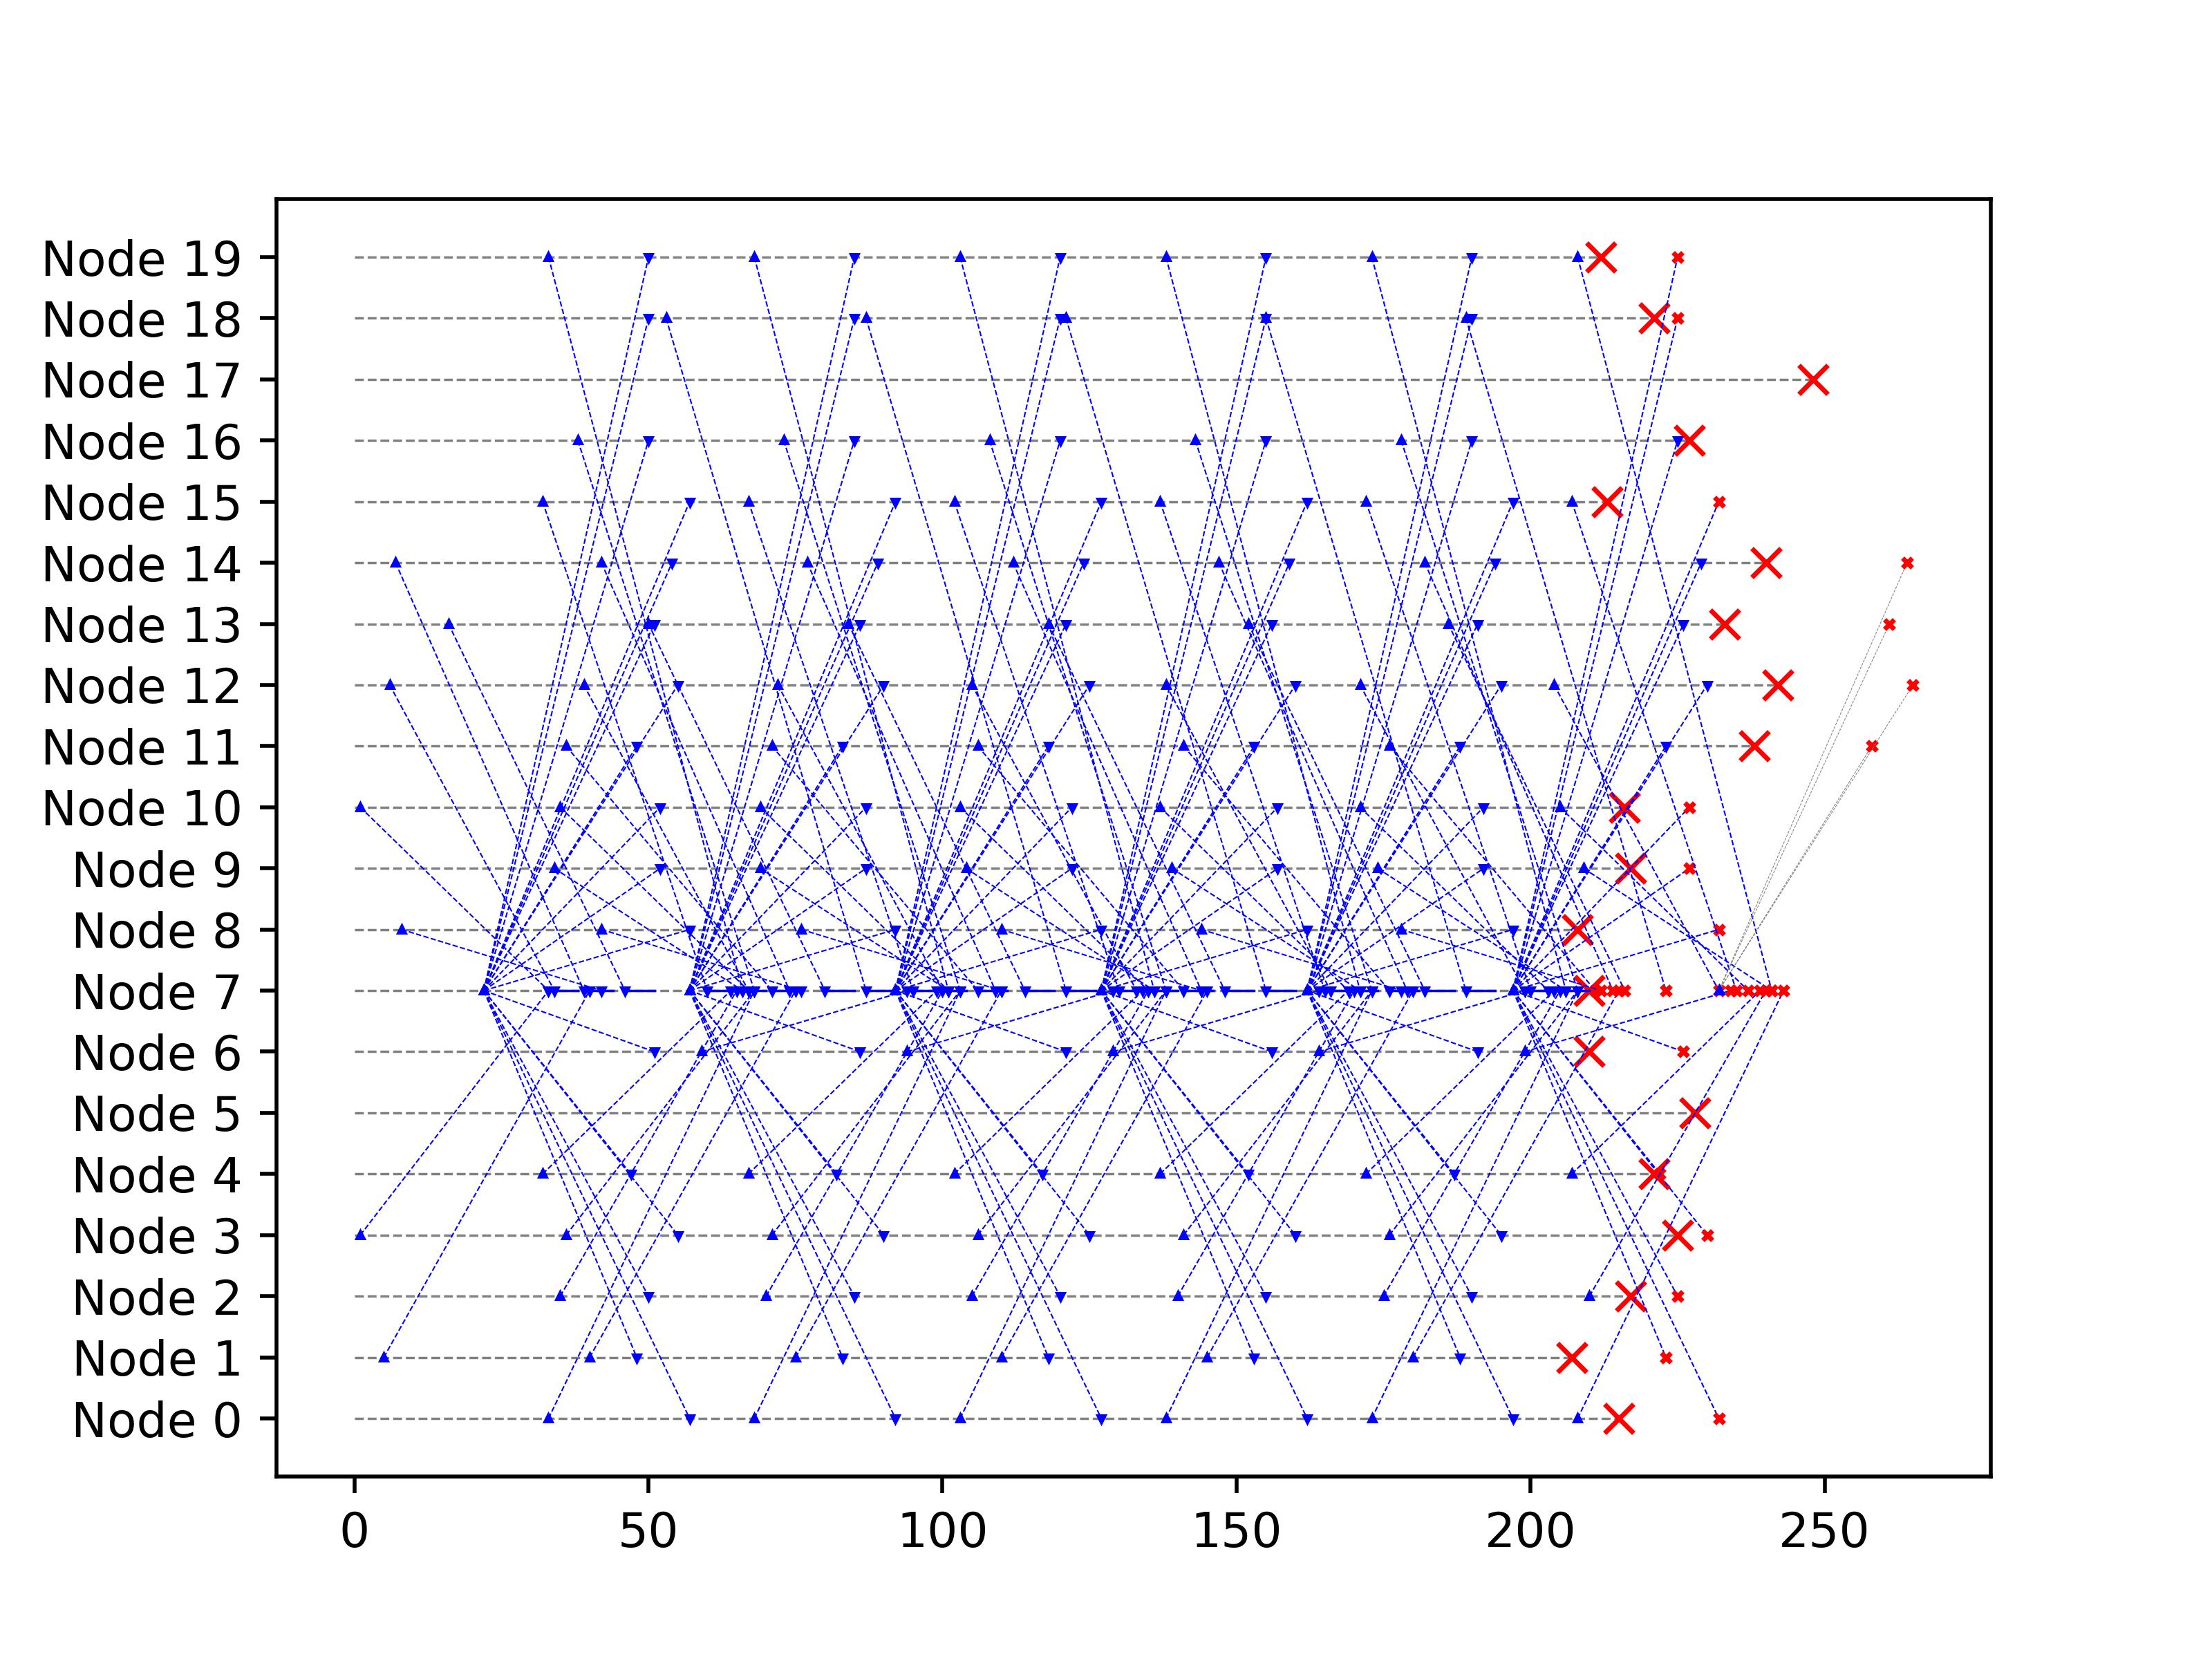 Node 19
Node 18
Node 17
Node 16
Node 15
Node 14
Node 13
Node 12
Node 11
Node 10
Node 9
Node 8
Node 7
Node 6
Node 5
Node 4
Node 3
Node 2
Node 1
Node 0
0 50 100 150 200 250